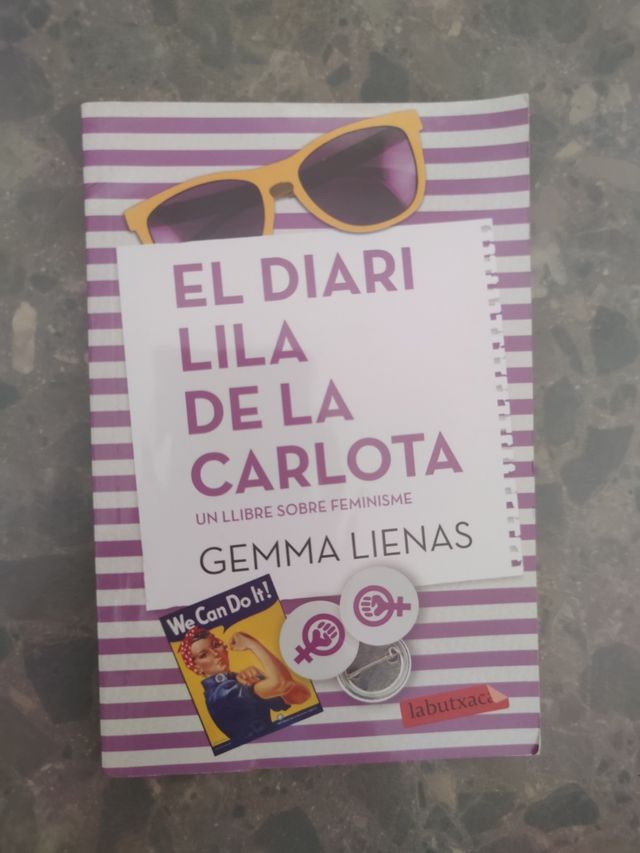 EL DIARI
LILA
DE LA
CARLOTA
UN LLIBRE SOBRE FEMINISME
GEMMA LIENAS
We Can Do It!
labutxaca